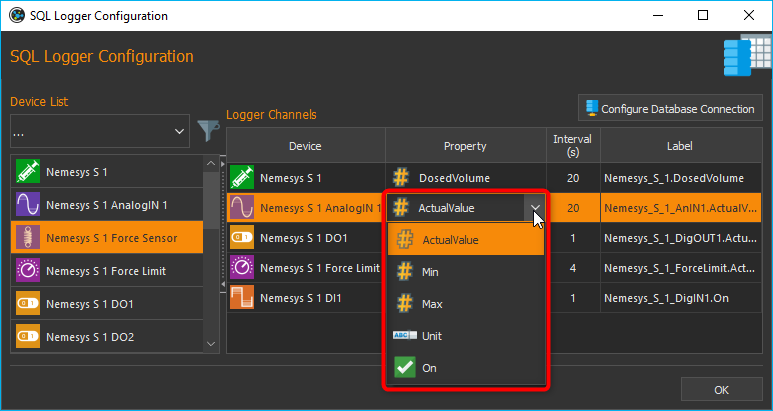 SQL Logger Configuration
SQL Logger Configuration
Device List
...
Nemesys S 1
Nemesys S 1 AnalogIN 1
Nemesys S 1 Force Sensor
Nemesys S 1 Force Limit
Nemesys S 1 DO1
Nemesys S 1 DO2
Configure Database Connection
Logger Channels
Device Property Interval (s) Label
Nemesys S 1 DosedVolume 20 Nemesys_S_1.DosedVolume
Nemesys S 1 AnalogIN 1 ActualValue 20 Nemesys_S_1_AnIN1.ActualV...
Nemesys S 1 DO1 1 Nemesys_S_1_DigOUT1.Actu...
Nemesys S 1 Force Limit 4 Nemesys_S_1_ForceLimit.Act...
Nemesys S 1 DI1 1 Nemesys_S_1_DigIN1.On
ActualValue
Min
Max
ABC Unit
On
OK